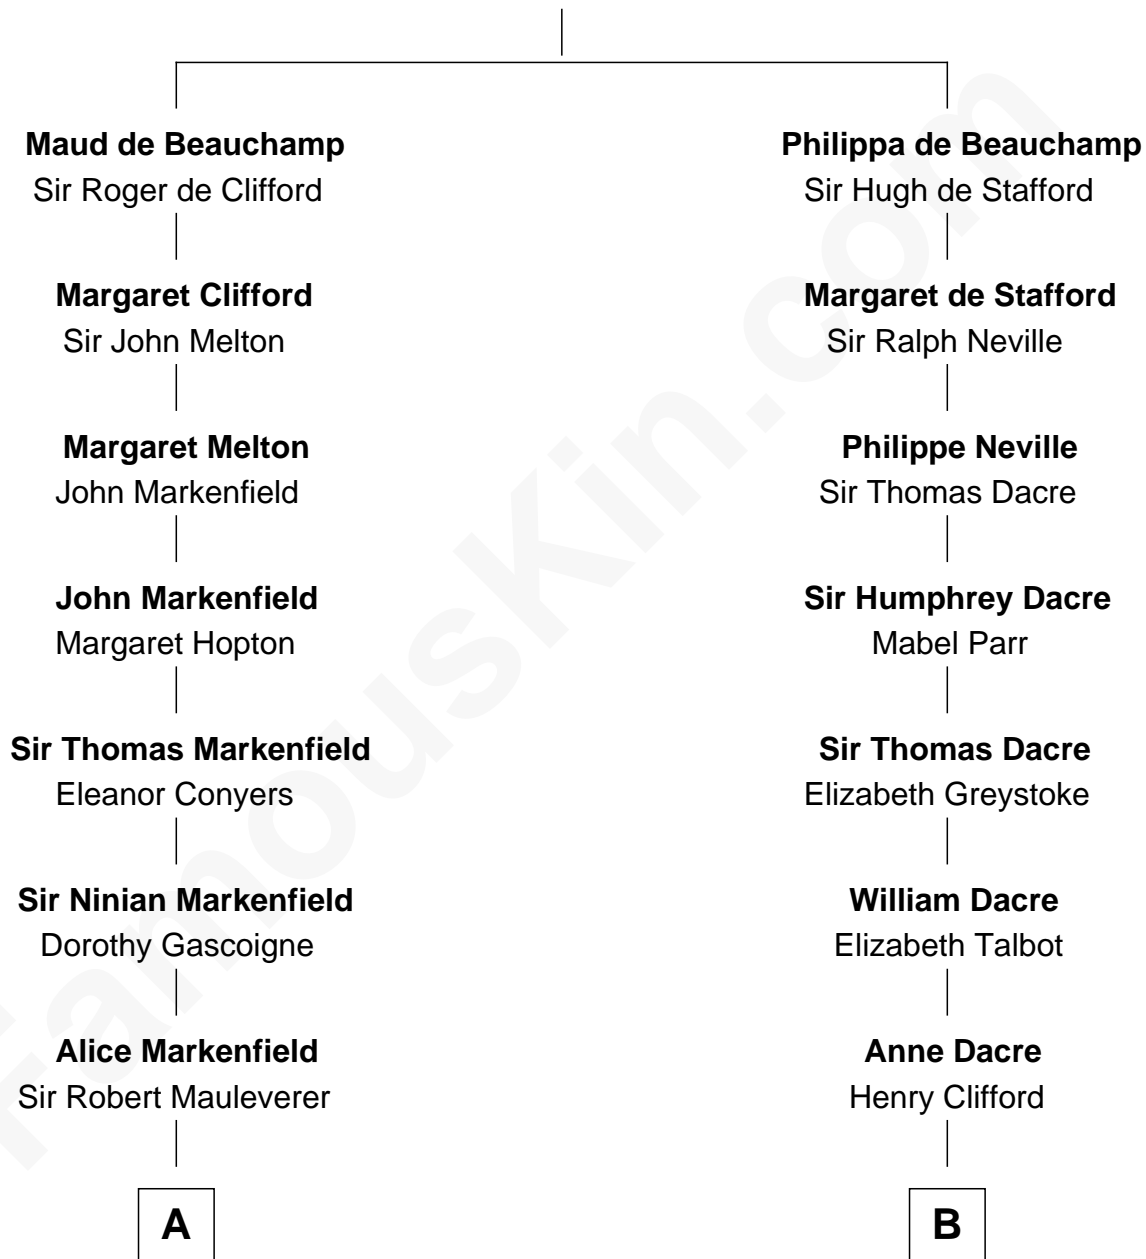 Maud de Beauchamp
Sir Roger de Clifford
Margaret Clifford
Sir John Melton
Margaret Melton
John Markenfield
John Markenfield
Margaret Hopton
Sir Thomas Markenfield
Eleanor Conyers
Sir Ninian Markenfield
Dorothy Gascoigne
Alice Markenfield
Sir Robert Mauleverer
A
Philippa de Beauchamp
Sir Hugh de Stafford
Margaret de Stafford
Sir Ralph Neville
Philippe Neville
Sir Thomas Dacre
Sir Humphrey Dacre
Mabel Parr
Sir Thomas Dacre
Elizabeth Greystoke
William Dacre
Elizabeth Talbot
Anne Dacre
Henry Clifford
B
FamousKin.com